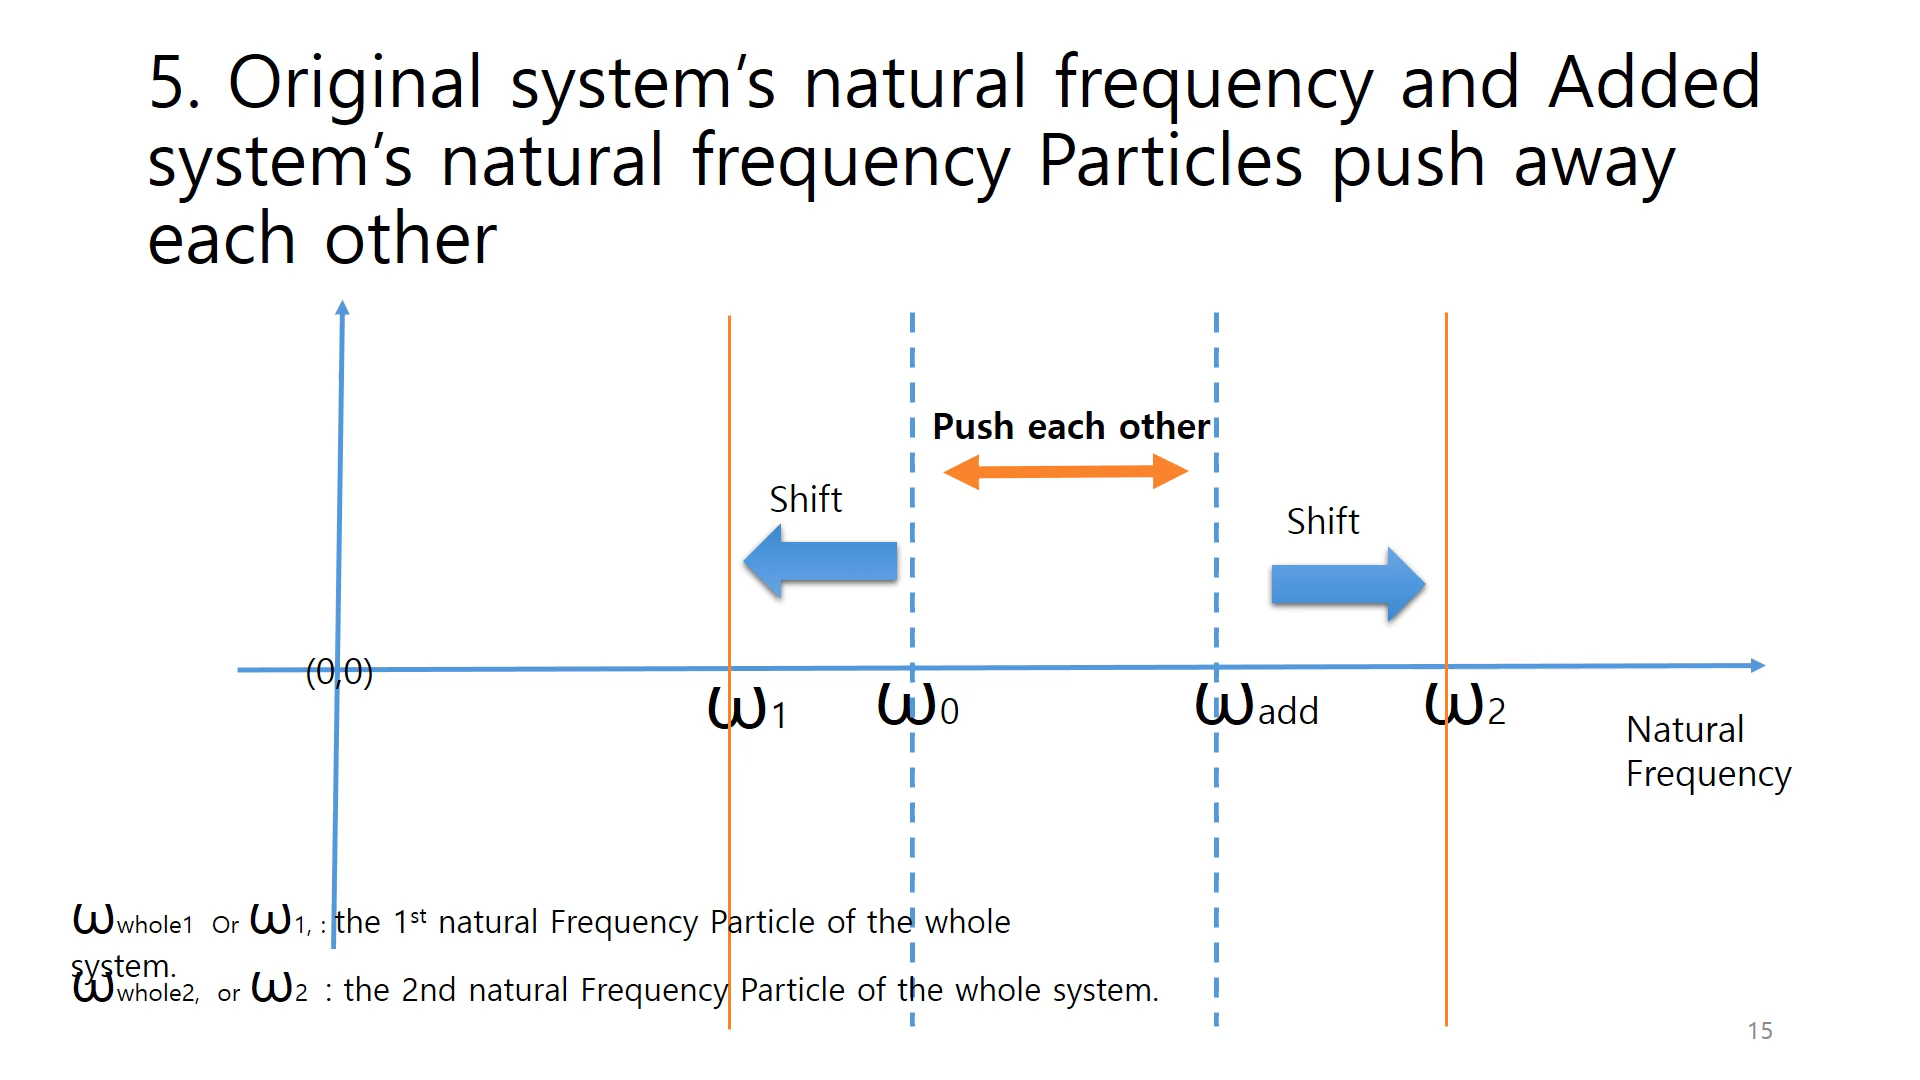 5. Original system’s natural frequency and Added
system’s natural frequency Particles push away
each other
Push each other
Shift
Shift
(0,0)
ω1
ω0
ωadd
ω2
Natural
Frequency
ωwhole1 Or ω1, : the 1st natural Frequency Particle of the whole
system.
ωwhole2, or ω2 : the 2nd natural Frequency Particle of the whole system.
15